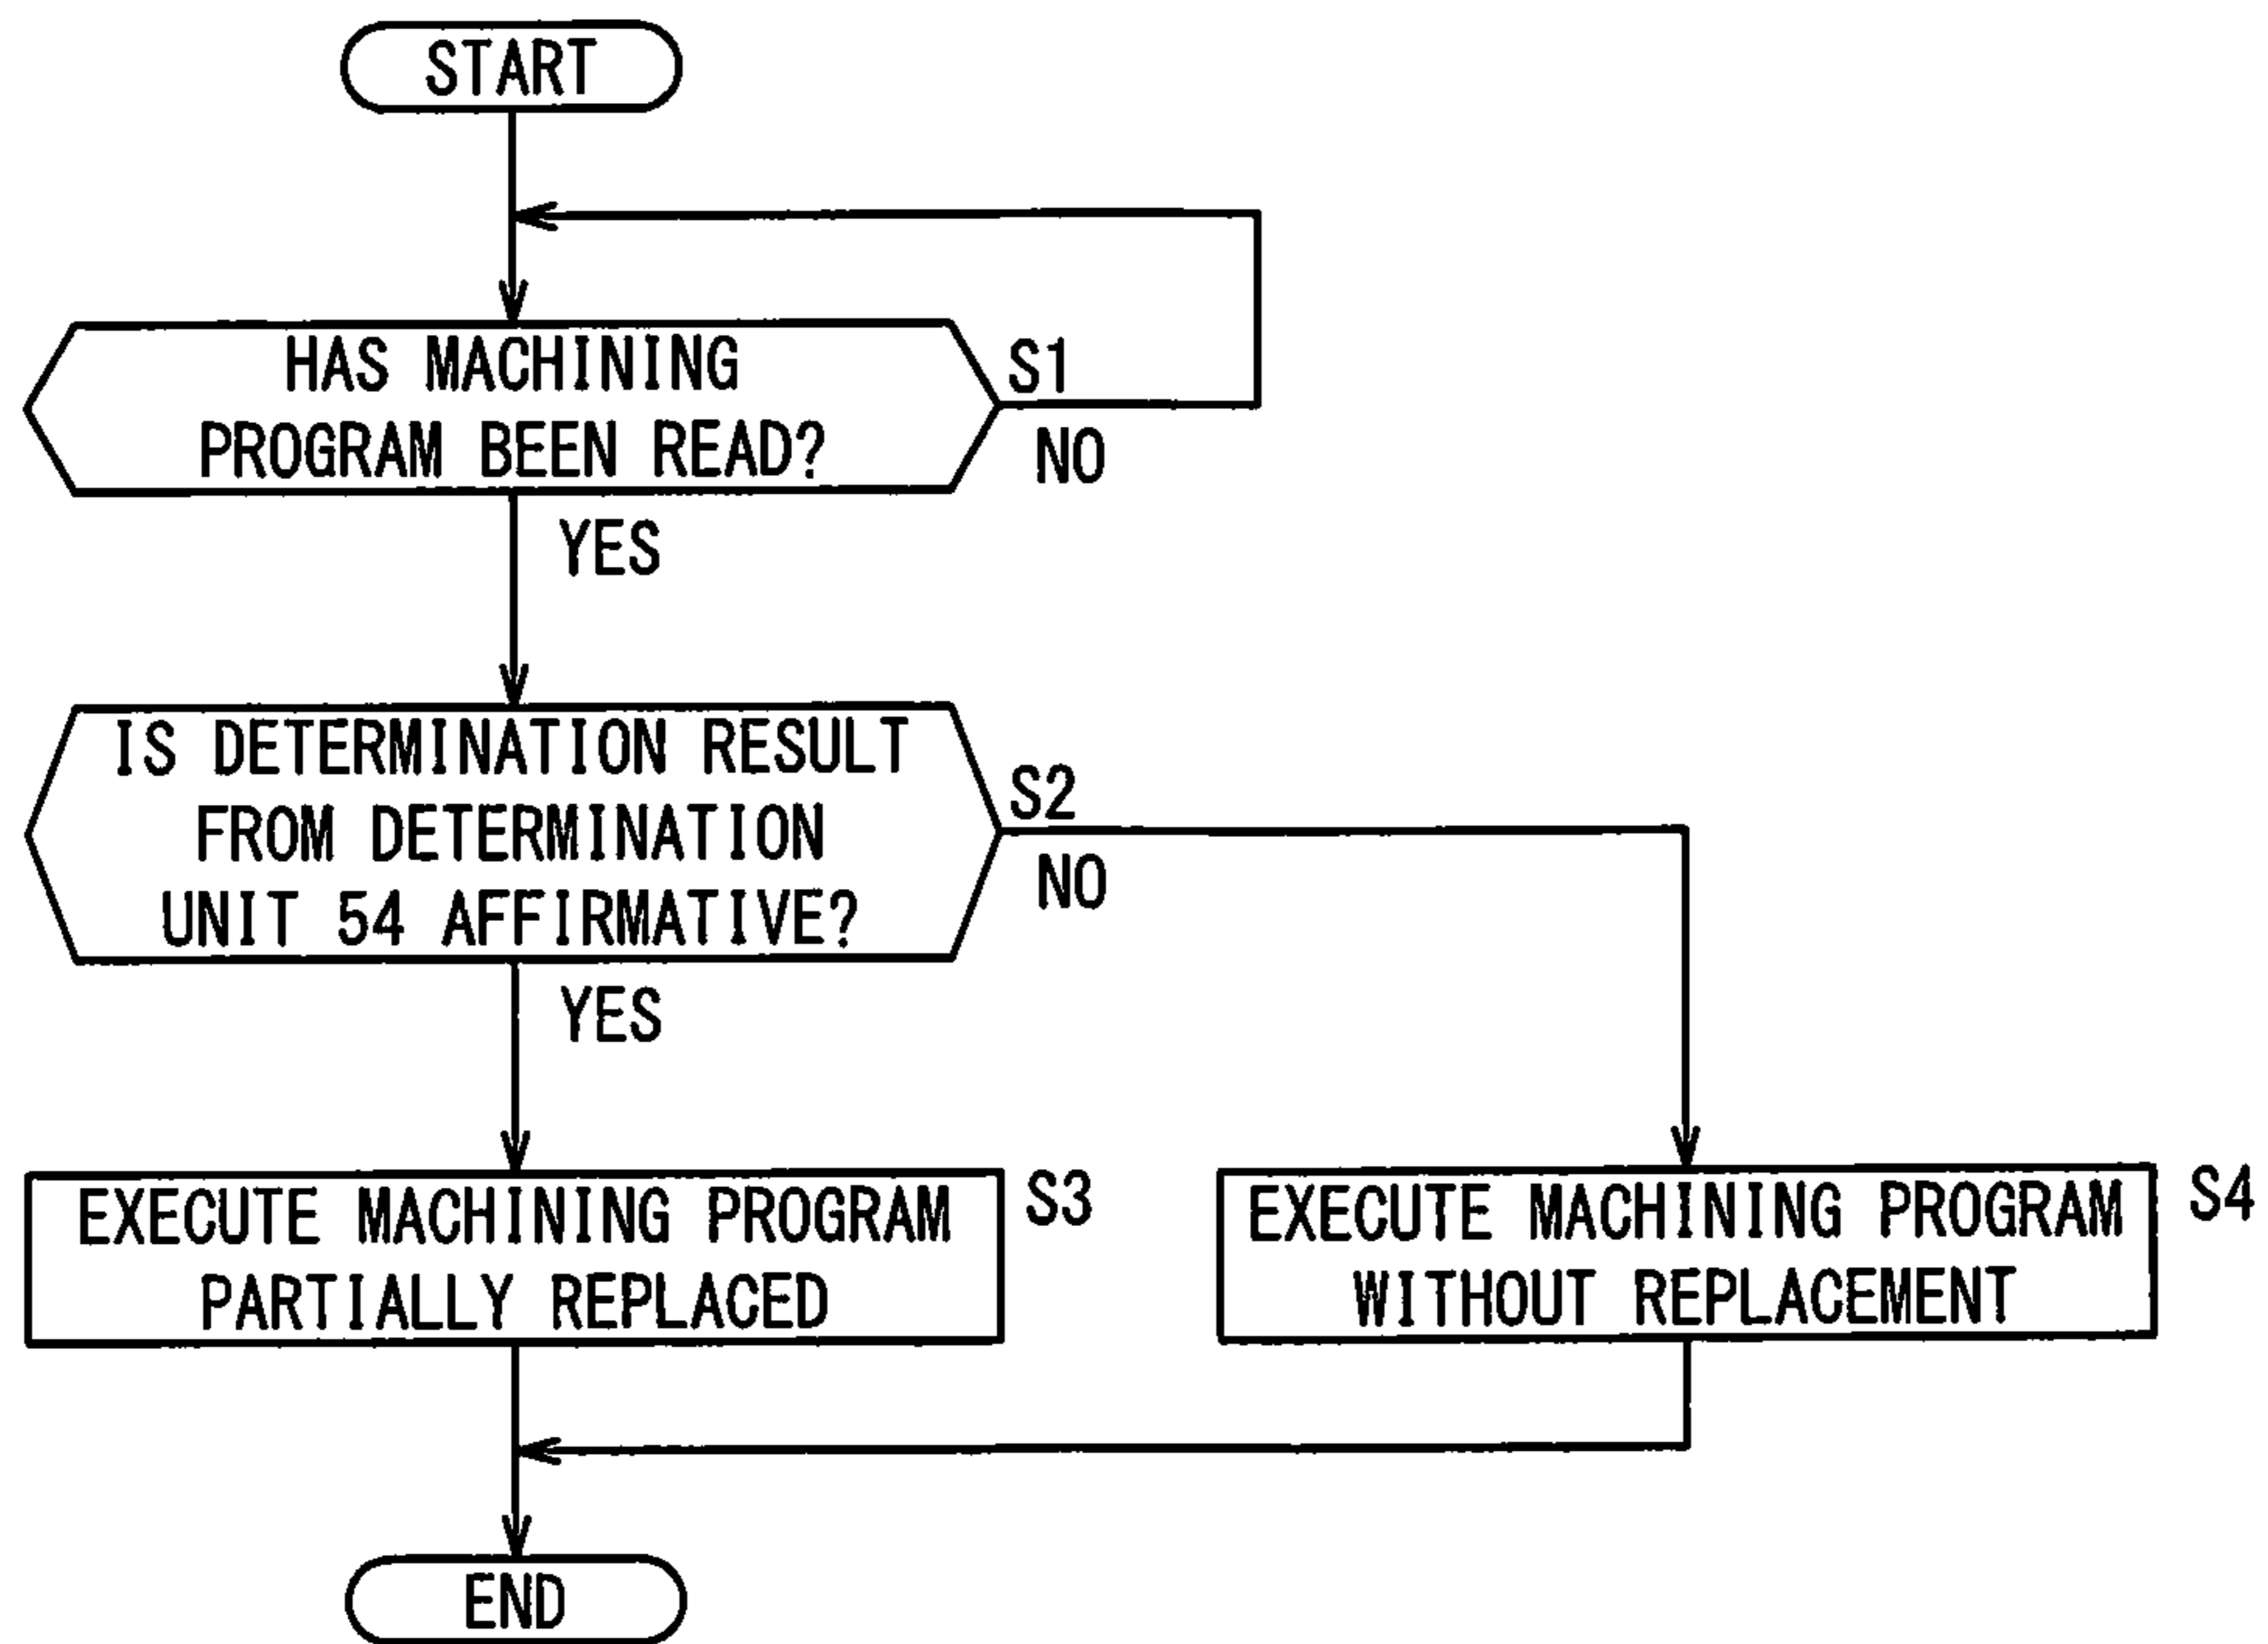 START
HAS MACHINING
PROGRAM BEEN READ?
S1
NO
YES
IS DETERMINATION RESULT
FROM DETERMINATION
UNIT 54 AFFIRMATIVE?
S2
NO
YES
EXECUTE MACHINING PROGRAM
PARTIALLY REPLACED
S3
EXECUTE MACHINING PROGRAM
WITHOUT REPLACEMENT
S4
END